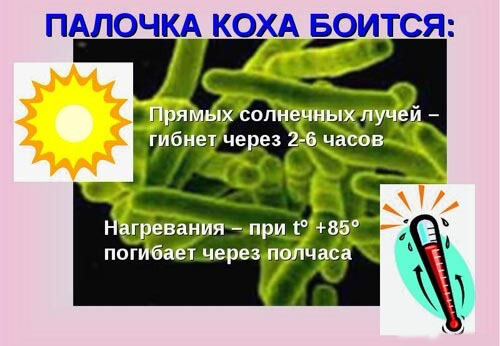 ПАЛОЧКА КОХА БОИТСЯ:
Прямых солнечных лучей –
гибнет через 2-6 часов
Нагревания – при t° +85°
погибает через полчаса